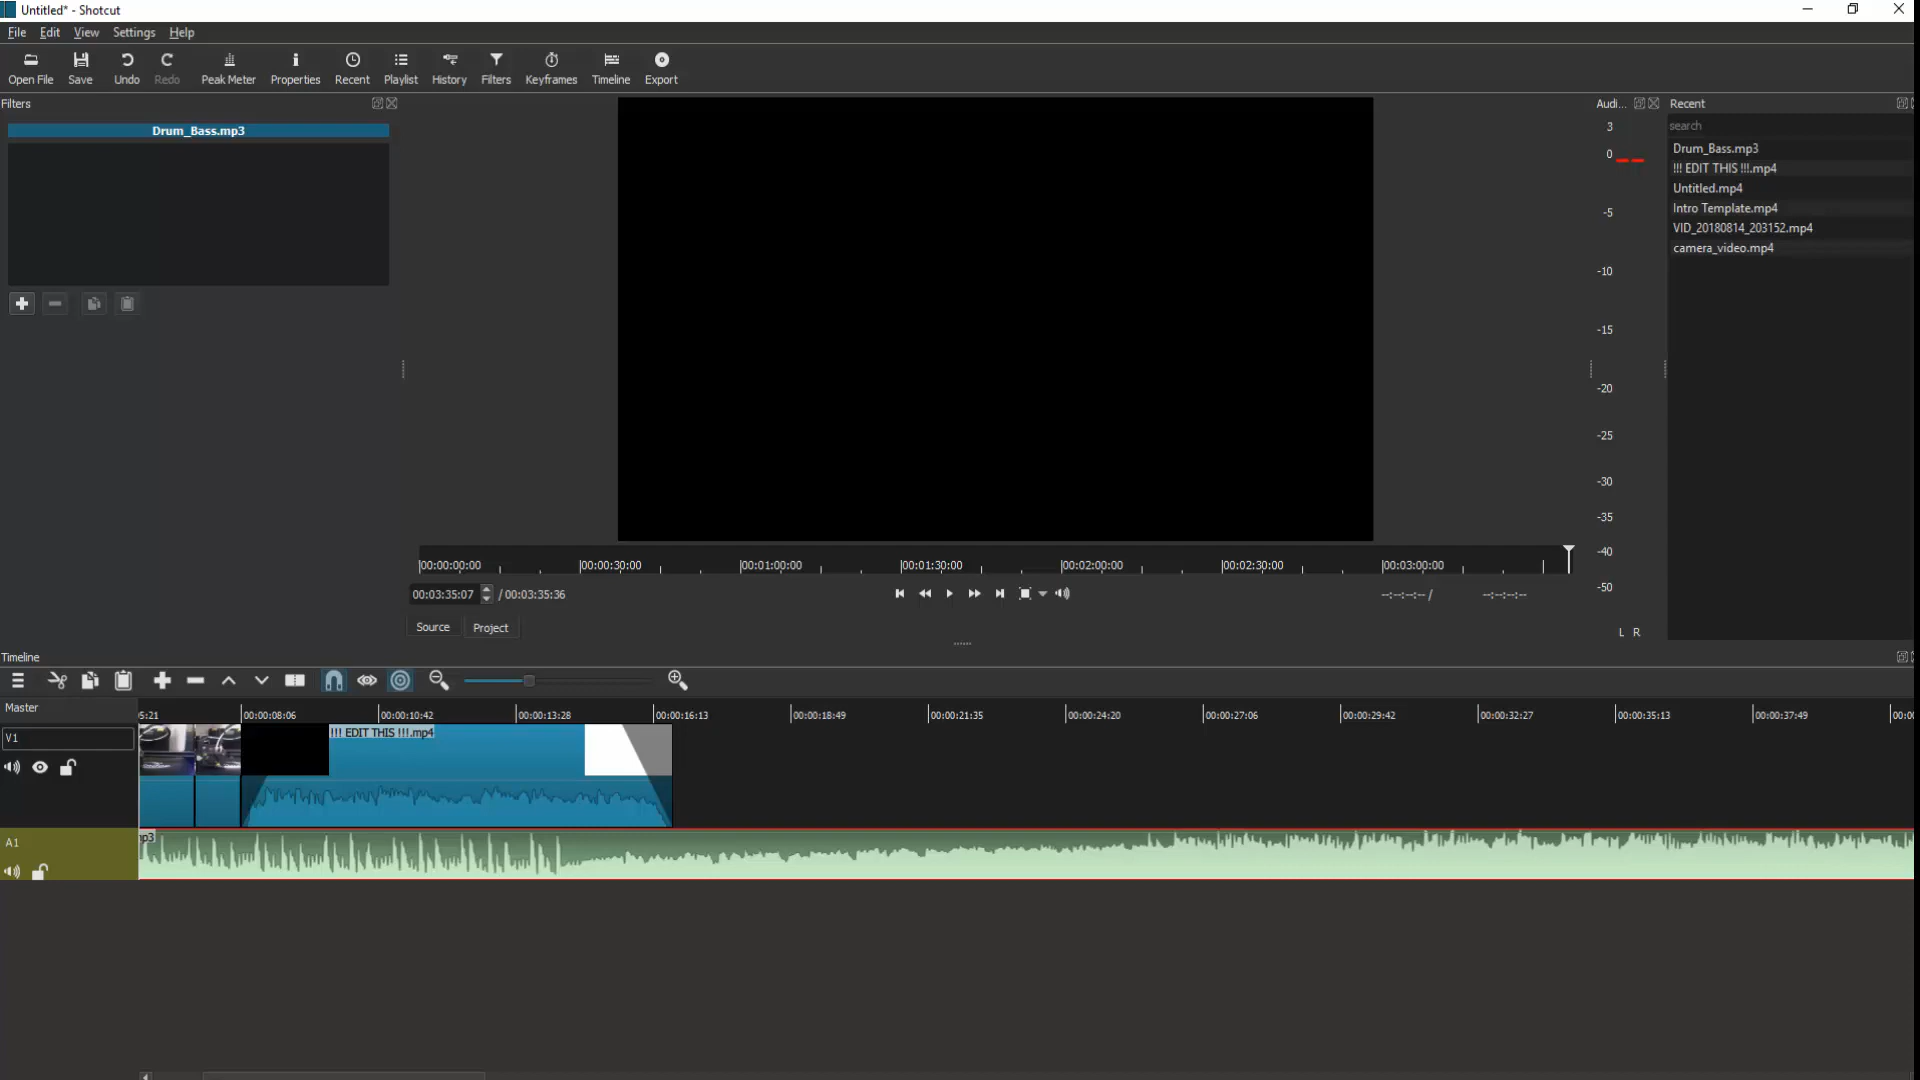 Untitled* - Shotcut
File Edit View Settings Help
Open File Save Undo Redo Peak Meter Properties Recent Playlist History Filters Keyframes Timeline Export
Filters
Drum_Bass.mp3
Audi...
3
0
-5
-10
-15
-20
-25
-30
-35
-40
-50
L R
Recent
search
Drum_Bass.mp3
!!! EDIT THIS !!!.mp4
Untitled.mp4
Intro Template.mp4
VID_20180814_203152.mp4
camera_video.mp4
00:00:00:00 00:00:30:00 00:01:00:00 00:01:30:00 00:02:00:00 00:02:30:00 00:03:00:00
00:03:35:07 / 00:03:35:36 --:--:--:-- / --:--:--:--
Source Project
Timeline
Master
5:21 00:00:08:06 00:00:10:42 00:00:13:28 00:00:16:13 00:00:18:49 00:00:21:35 00:00:24:20 00:00:27:06 00:00:29:42 00:00:32:27 00:00:35:13 00:00:37:49 00:00
V1
!!! EDIT THIS !!!.mp4
A1
mp3